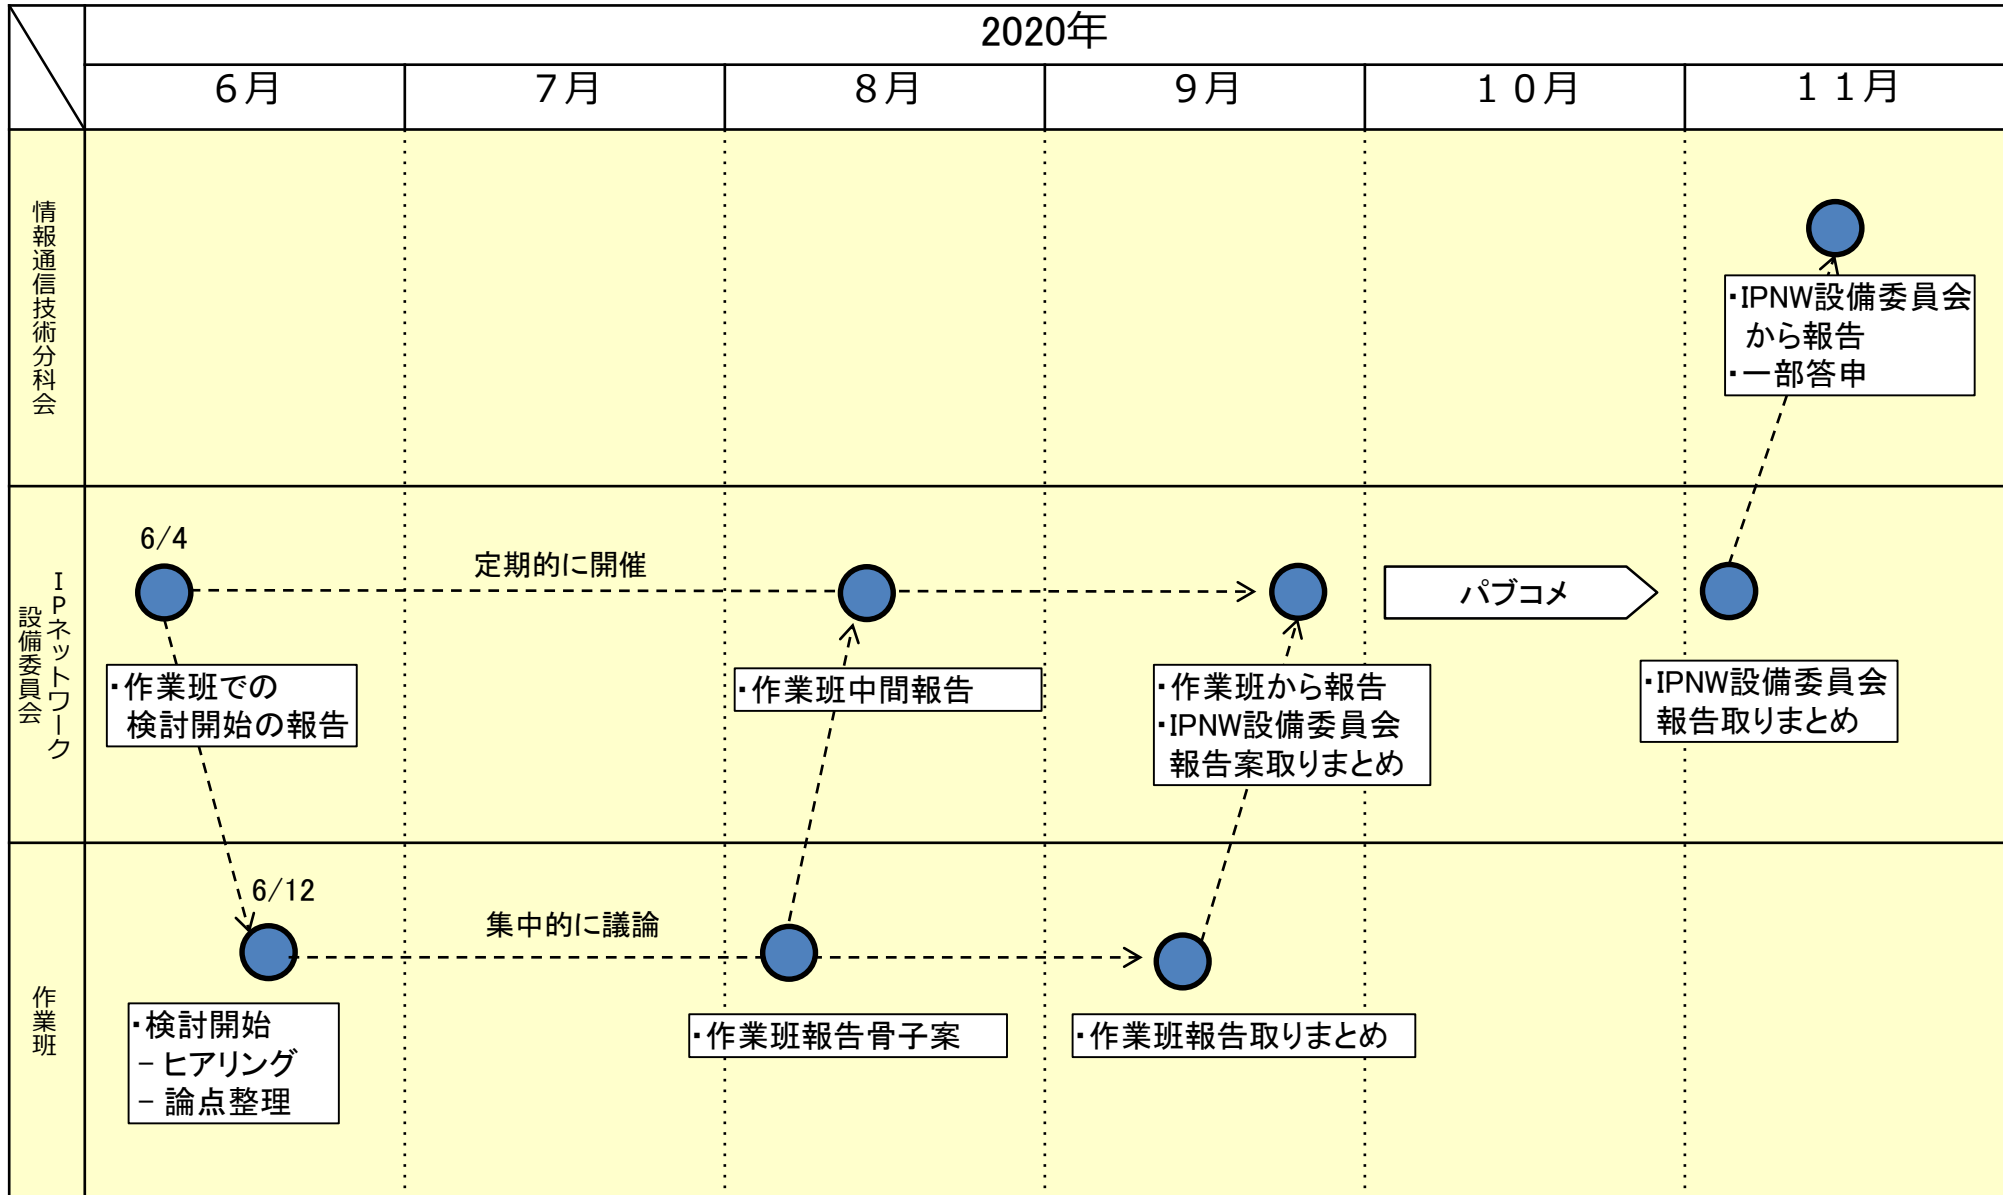 2020年
６月
７月
８月
９月
１０月
１１月
情報通信技術分科会
・IPNW設備委員会
から報告
・一部答申
ＩＰネットワーク
設備委員会
6/4
定期的に開催
パブコメ
・作業班での
検討開始の報告
・作業班中間報告
・作業班から報告
・IPNW設備委員会
報告案取りまとめ
・IPNW設備委員会
報告取りまとめ
作業班
6/12
集中的に議論
・検討開始
－ ヒアリング
－ 論点整理
・作業班報告骨子案
・作業班報告取りまとめ